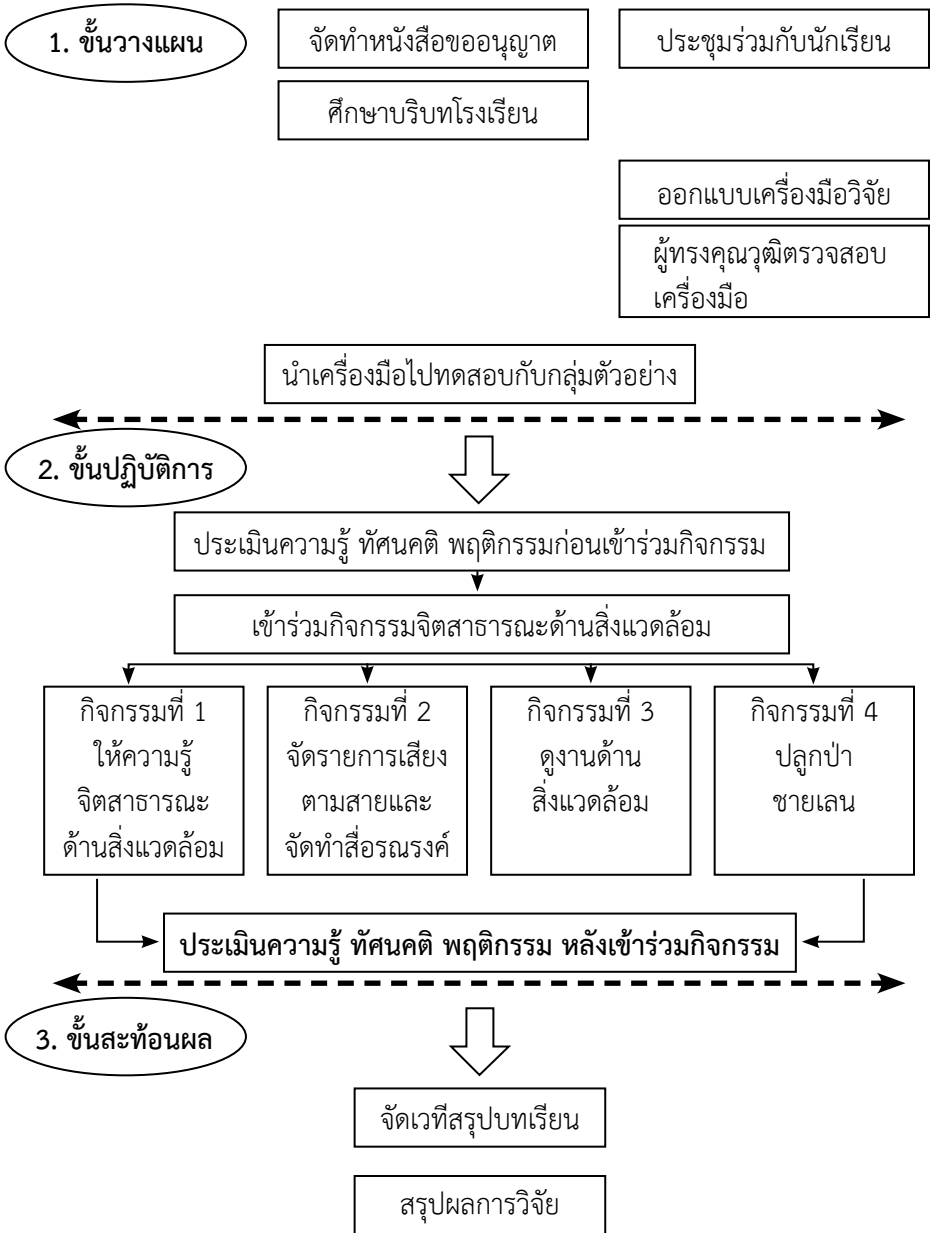 1. ขั้นวางแผน
จัดทำหนังสือขออนุญาต
ประชุมร่วมกับนักเรียน
ศึกษาบริบทโรงเรียน
ออกแบบเครื่องมือวิจัย
ผู้ทรงคุณวุฒิตรวจสอบ
เครื่องมือ
นำเครื่องมือไปทดสอบกับกลุ่มตัวอย่าง
2. ขั้นปฏิบัติการ
ประเมินความรู้ ทัศนคติ พฤติกรรมก่อนเข้าร่วมกิจกรรม
เข้าร่วมกิจกรรมจิตสาธารณะด้านสิ่งแวดล้อม
กิจกรรมที่ 1
ให้ความรู้
จิตสาธารณะ
ด้านสิ่งแวดล้อม
กิจกรรมที่ 2
จัดรายการเสียง
ตามสายและ
จัดทำสื่อรณรงค์
กิจกรรมที่ 3
ดูงานด้าน
สิ่งแวดล้อม
กิจกรรมที่ 4
ปลูกป่า
ชายเลน
ประเมินความรู้ ทัศนคติ พฤติกรรม หลังเข้าร่วมกิจกรรม
3. ขั้นสะท้อนผล
จัดเวทีสรุปบทเรียน
สรุปผลการวิจัย